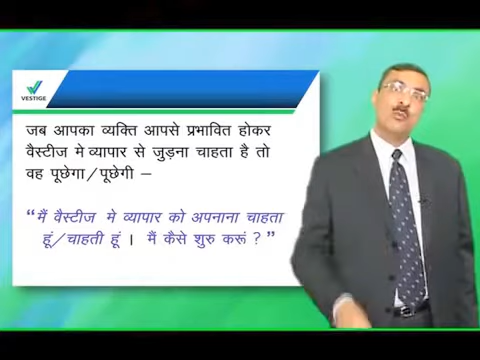 VESTIGE
जब आपका व्यक्ति आपसे प्रभावित होकर
वैस्टीज मे व्यापार से जुड़ना चाहता है तो
वह पूछेगा/पूछेगी –
“मैं वैस्टीज मे व्यापार को अपनाना चाहता
हूं/चाहती हूं । मैं कैसे शुरु करूं ?”